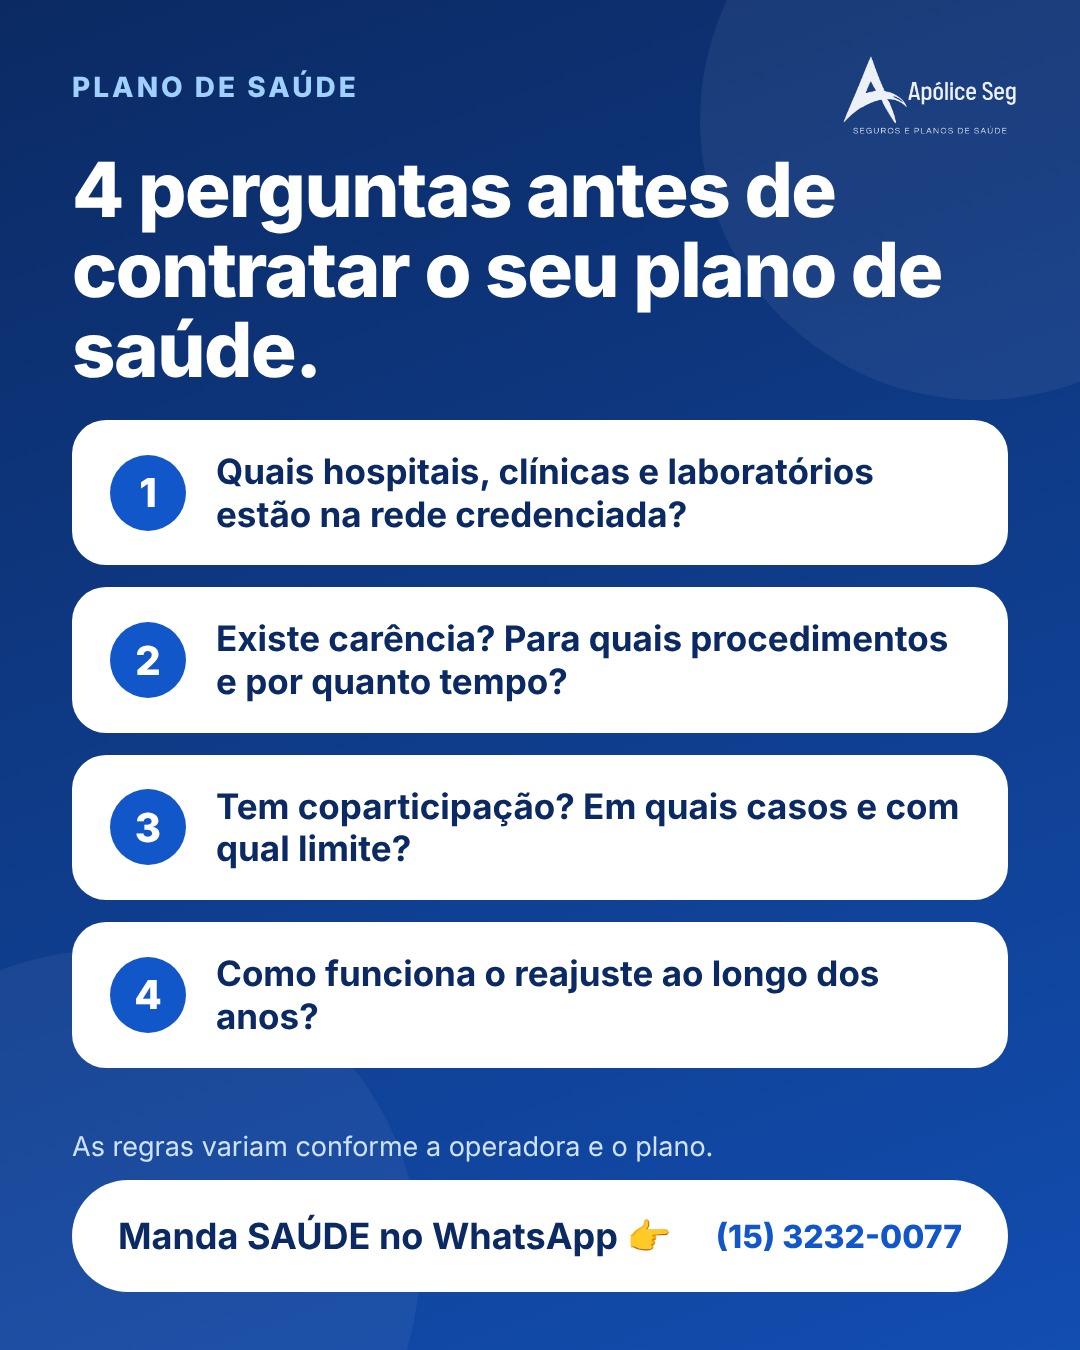 PLANO DE SAÚDE
Apólice Seg
SEGUROS E PLANOS DE SAÚDE
4 perguntas antes de
contratar o seu plano de
saúde.
1
Quais hospitais, clínicas e laboratórios
estão na rede credenciada?
2
Existe carência? Para quais procedimentos
e por quanto tempo?
3
Tem coparticipação? Em quais casos e com
qual limite?
4
Como funciona o reajuste ao longo dos
anos?
As regras variam conforme a operadora e o plano.
Manda SAÚDE no WhatsApp 👉 (15) 3232-0077